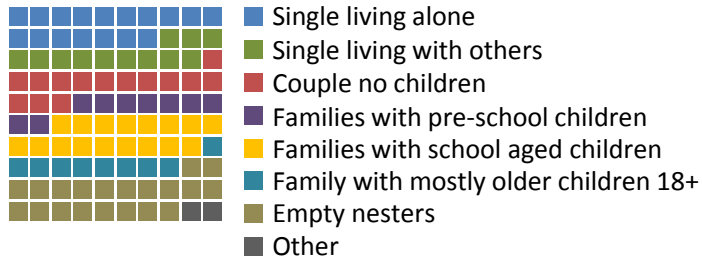 Single living alone
Single living with others
Couple no children
Families with pre-school children
Families with school aged children
Family with mostly older children 18+
Empty nesters
Other